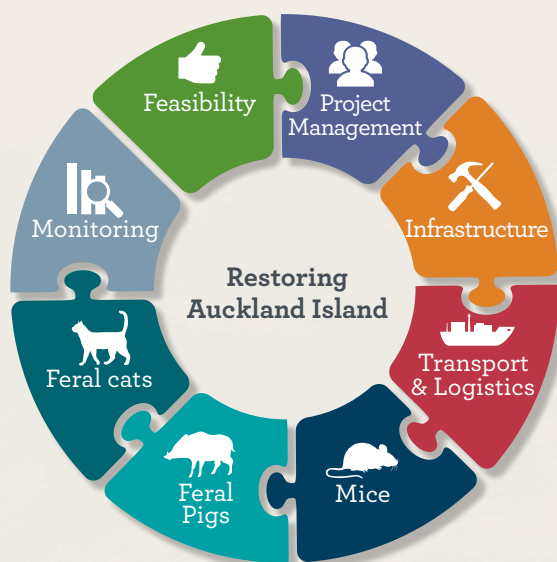 Feasibility
Project
Management
Infrastructure
Transport
& Logistics
Mice
Feral
Pigs
Feral cats
Monitoring
Restoring
Auckland Island